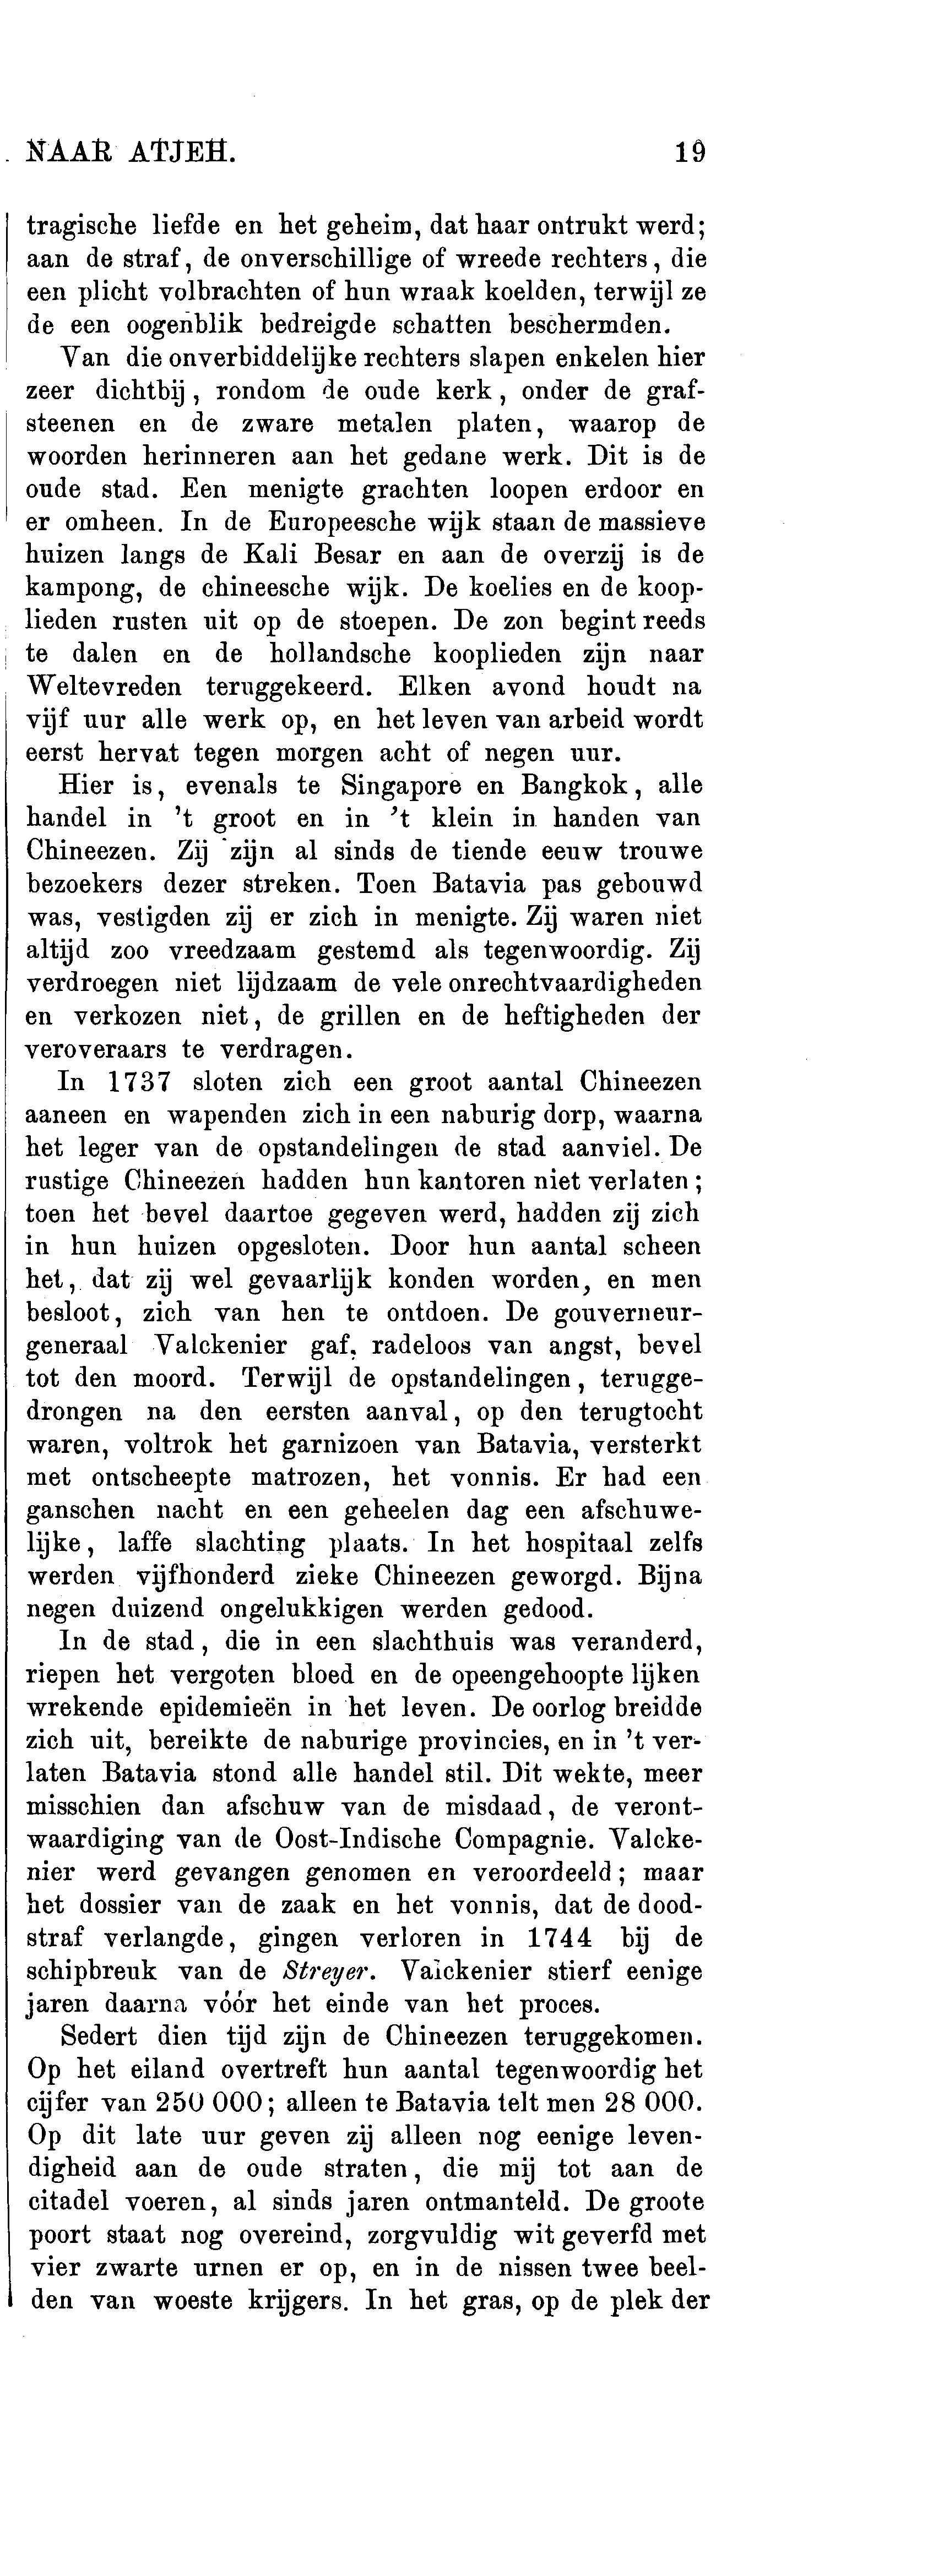 NAAR ATJEH. 19
tragische liefde en het geheim, dat haar ontrukt werd;
aan de straf, de onverschillige of wreede rechters, die
een plicht volbrachten of hun wraak koelden, terwijl ze
de een oogenblik bedreigde schatten beschermden.
Van die onverbiddelijke rechters slapen enkelen hier
zeer dichtbij, rondom de oude kerk, onder de graf-
steenen en de zware metalen platen, waarop de
woorden herinneren aan het gedane werk. Dit is de
oude stad. Een menigte grachten loopen erdoor en
er omheen. In de Europeesche wijk staan de massieve
huizen langs de Kali Besar en aan de overzij is de
kampong, de chineesche wijk. De koelies en de koop-
lieden rusten uit op de stoepen. De zon begint reeds
te dalen en de hollandsche kooplieden zijn naar
Weltevreden teruggekeerd. Elken avond houdt na
vijf uur alle werk op, en het leven van arbeid wordt
eerst hervat tegen morgen acht of negen uur.
Hier is, evenals te Singapore en Bangkok, alle
handel in 't groot en in 't klein in handen van
Chineezen. Zij zijn al sinds de tiende eeuw trouwe
bezoekers dezer streken. Toen Batavia pas gebouwd
was, vestigden zij er zich in menigte. Zij waren niet
altijd zoo vreedzaam gestemd als tegenwoordig. Zij
verdroegen niet lijdzaam de vele onrechtvaardigheden
en verkozen niet, de grillen en de heftigheden der
veroveraars te verdragen.
In 1737 sloten zich een groot aantal Chineezen
aaneen en wapenden zich in een naburig dorp, waarna
het leger van de opstandelingen de stad aanviel. De
rustige Chineezen hadden hun kantoren niet verlaten;
toen het bevel daartoe gegeven werd, hadden zij zich
in hun huizen opgesloten. Door hun aantal scheen
het, dat zij wel gevaarlijk konden worden, en men
besloot, zich van hen te ontdoen. De gouverneur-
generaal Valckenier gaf, radeloos van angst, bevel
tot den moord. Terwijl de opstandelingen, terugge-
drongen na den eersten aanval, op den terugtocht
waren, voltrok het garnizoen van Batavia, versterkt
met ontscheepte matrozen, het vonnis. Er had een
ganschen nacht en een geheelen dag een afschuwe-
lijke, laffe slachting plaats. In het hospitaal zelfs
werden vijfhonderd zieke Chineezen geworgd. Bijna
negen duizend ongelukkigen werden gedood.
In de stad, die in een slachthuis was veranderd,
riepen het vergoten bloed en de opeengehoopte lijken
wrekende epidemieën in het leven. De oorlog breidde
zich uit, bereikte de naburige provincies, en in 't ver-
laten Batavia stond alle handel stil. Dit wekte, meer
misschien dan afschuw van de misdaad, de veront-
waardiging van de Oost-Indische Compagnie. Valcke-
nier werd gevangen genomen en veroordeeld; maar
het dossier van de zaak en het vonnis, dat de dood-
straf verlangde, gingen verloren in 1744 bij de
schipbreuk van de Streyer. Valckenier stierf eenige
jaren daarna vóór het einde van het proces.
Sedert dien tijd zijn de Chineezen teruggekomen.
Op het eiland overtreft hun aantal tegenwoordig het
cijfer van 250 000; alleen te Batavia telt men 28 000.
Op dit late uur geven zij alleen nog eenige leven-
digheid aan de oude straten, die mij tot aan de
citadel voeren, al sinds jaren ontmanteld. De groote
poort staat nog overeind, zorgvuldig wit geverfd met
vier zwarte urnen er op, en in de nissen twee beel-
den van woeste krijgers. In het gras, op de plek der